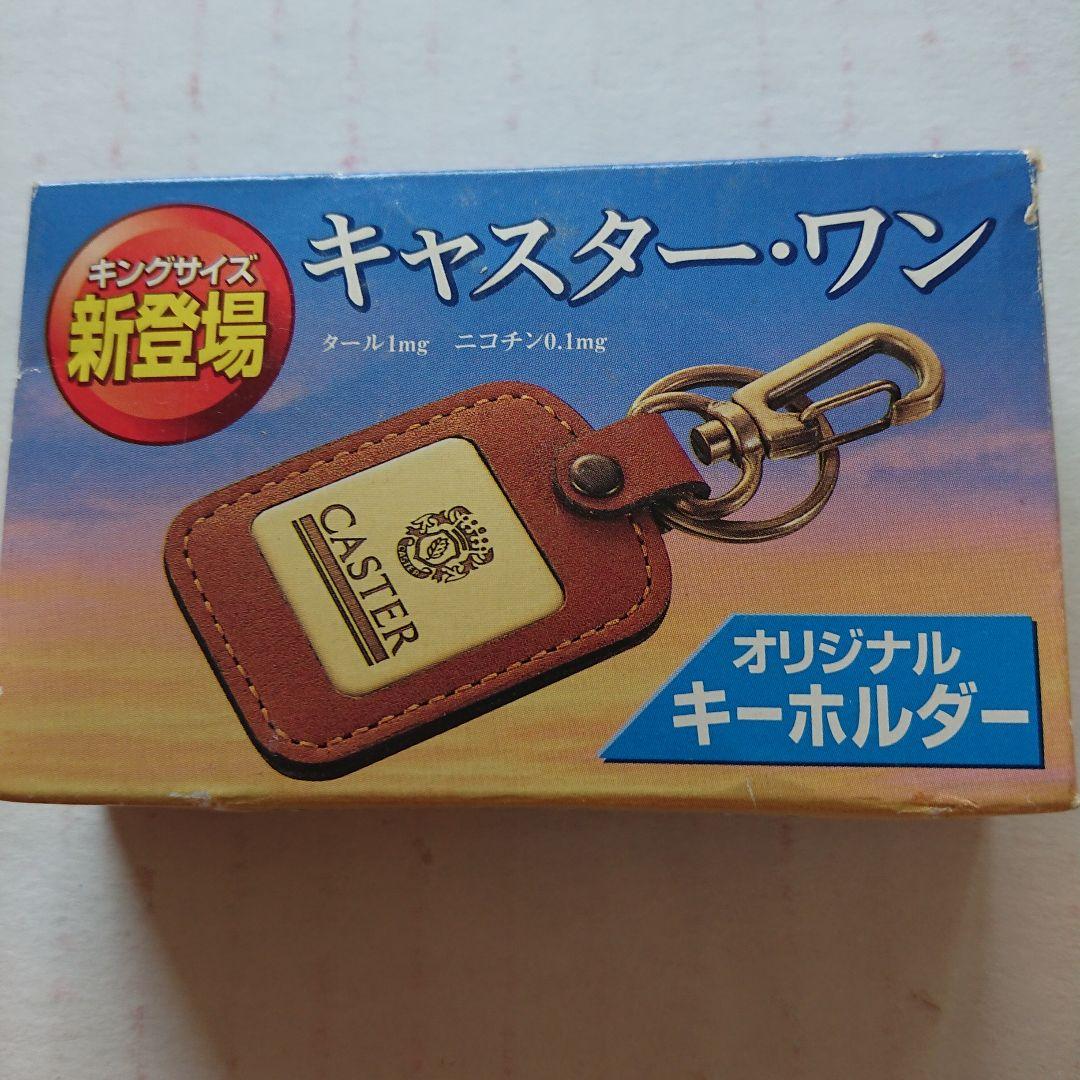 キングサイズ
新登場
キャスター・ワン
タール1mg ニコチン0.1mg
CASTER
CASTER
オリジナル
キーホルダー